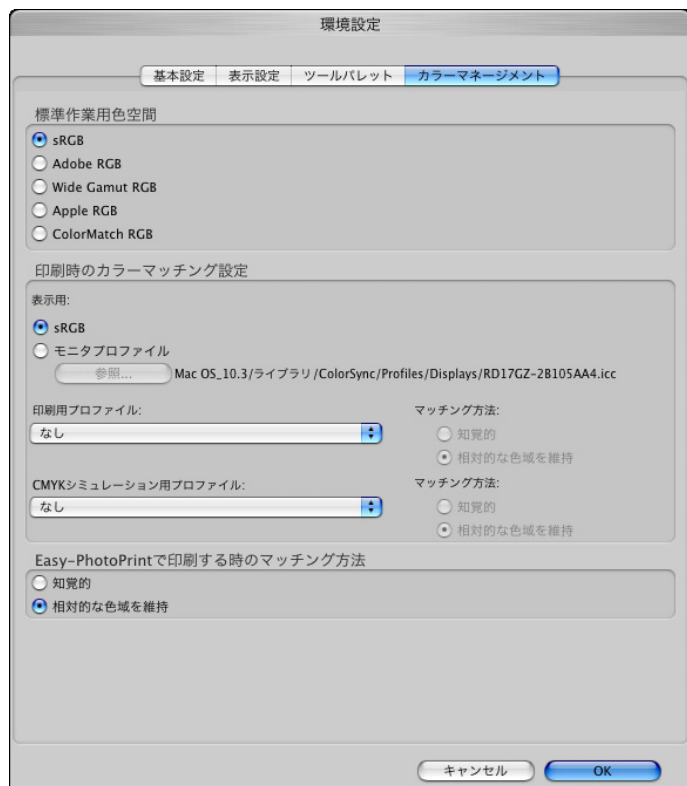 環境設定
基本設定 表示設定 ツールパレット カラーマネージメント
標準作業用色空間
sRGB
Adobe RGB
Wide Gamut RGB
Apple RGB
ColorMatch RGB
印刷時のカラーマッチング設定
表示用:
sRGB
モニタプロファイル
参照... Mac OS_10.3/ライブラリ/ColorSync/Profiles/Displays/RD17GZ-2B105AA4.icc
印刷用プロファイル: マッチング方法:
なし 知覚的
相対的な色域を維持
CMYKシミュレーション用プロファイル: マッチング方法:
なし 知覚的
相対的な色域を維持
Easy-PhotoPrintで印刷する時のマッチング方法
知覚的
相対的な色域を維持
キャンセル OK